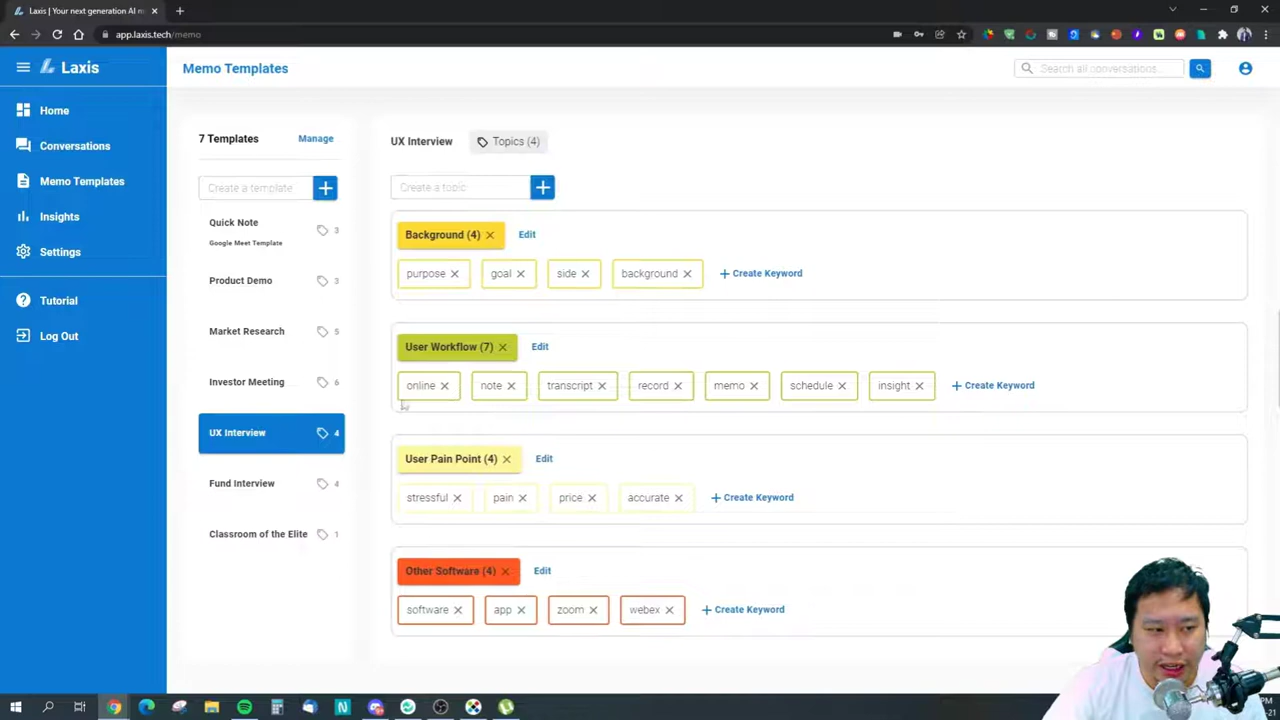 Laxis | Your next generation AI m
app.laxis.tech/memo
Laxis
Memo Templates
Search all conversations...
Home
Conversations
Memo Templates
Insights
Settings
Tutorial
Log Out
7 Templates
Manage
Create a template
Quick Note
3
Google Meet Template
Product Demo
3
Market Research
5
Investor Meeting
6
UX Interview
4
Fund Interview
4
Classroom of the Elite
1
UX Interview
Topics (4)
Create a topic
Background (4)
Edit
purpose goal side background + Create Keyword
User Workflow (7)
Edit
online note transcript record memo schedule insight + Create Keyword
User Pain Point (4)
Edit
stressful pain price accurate + Create Keyword
Other Software (4)
Edit
software app zoom webex + Create Keyword
PM
-21